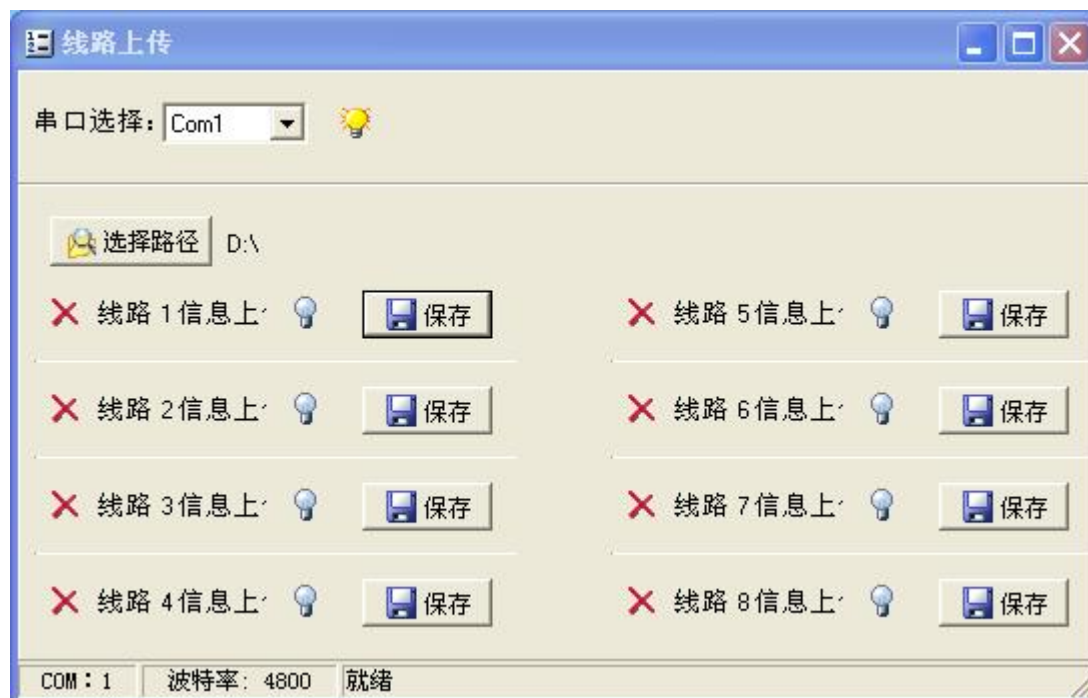 线路上传
串口选择：Com1
选择路径 D:\
线路 1信息上 保存
线路 5信息上 保存
线路 2信息上 保存
线路 6信息上 保存
线路 3信息上 保存
线路 7信息上 保存
线路 4信息上 保存
线路 8信息上 保存
COM：1 波特率: 4800 就绪